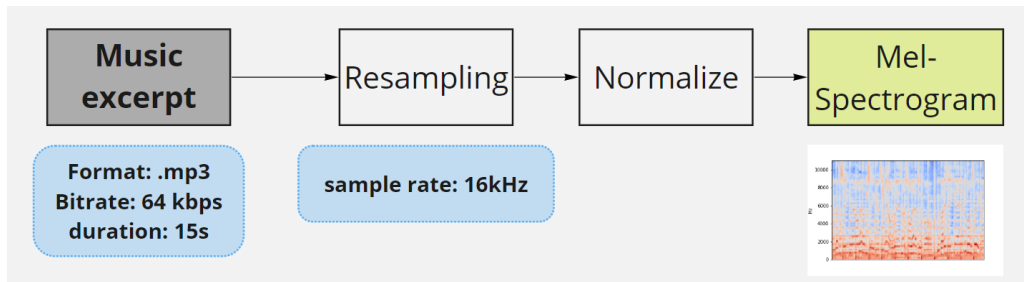 Music
excerpt
Resampling
Normalize
Mel-
Spectrogram
Format: .mp3
Bitrate: 64 kbps
duration: 15s
sample rate: 16kHz
10000
8000
6000
4000
2000
0
Hz